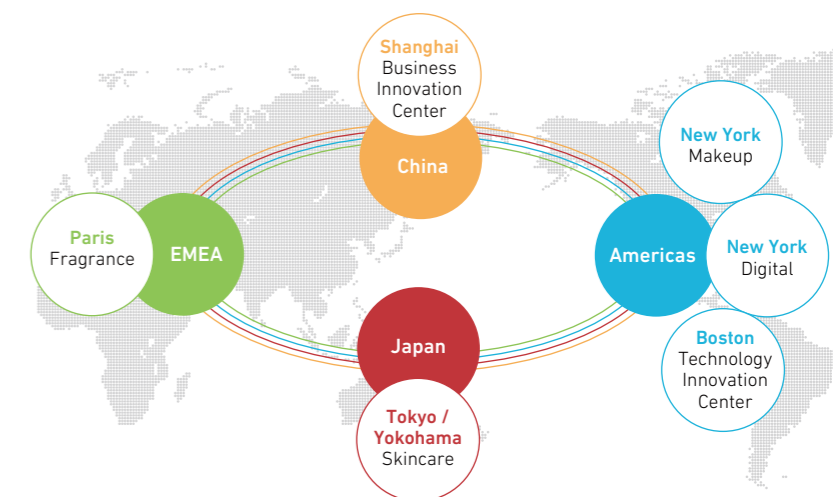 Shanghai
Business
Innovation
Center
China
New York
Makeup
Paris
Fragrance
EMEA
Americas
New York
Digital
Japan
Boston
Technology
Innovation
Center
Tokyo /
Yokohama
Skincare